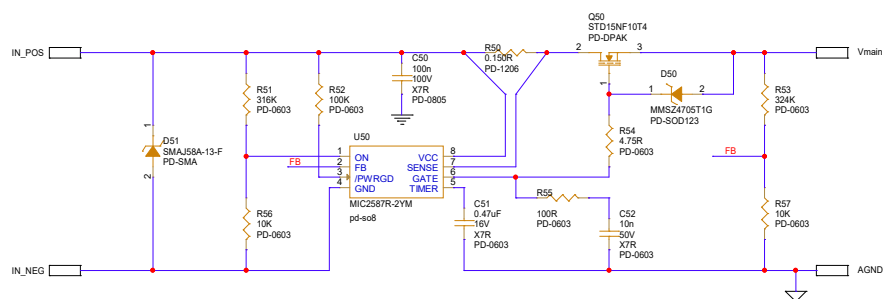 Q50
STD15NF10T4
PD-DPAK
IN_POS
R50
0.150R
PD-1206
2
3
1
Vmain
C50
100n
100V
X7R
PD-0805
D50
1
2
MMSZ4705T1G
PD-SOD123
R51
316K
PD-0603
R52
100K
PD-0603
R53
324K
PD-0603
R54
4.75R
PD-0603
1
D51
SMAJ58A-13-F
PD-SMA
2
U50
FB
1 ON VCC 8
2 FB SENSE 7
3 /PWRGD GATE 6
4 GND TIMER 5
MIC2587R-2YM
pd-so8
FB
R55
100R
PD-0603
C51
0.47uF
16V
X7R
PD-0603
C52
10n
50V
X7R
PD-0603
R56
10K
PD-0603
R57
10K
PD-0603
IN_NEG
AGND